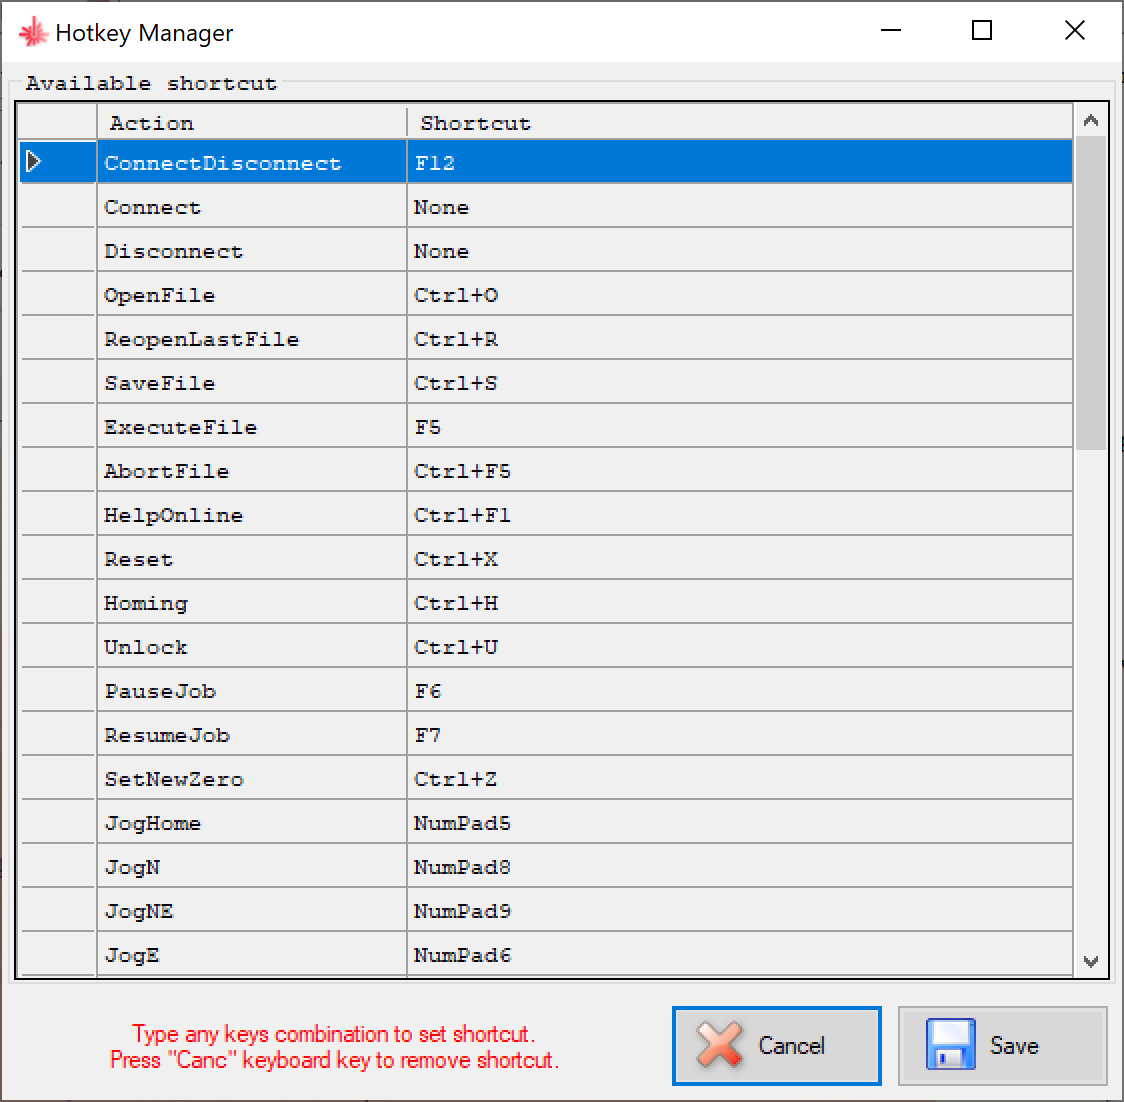 Hotkey Manager
Available shortcut
Action Shortcut
ConnectDisconnect F12
Connect None
Disconnect None
OpenFile Ctrl+O
ReopenLastFile Ctrl+R
SaveFile Ctrl+S
ExecuteFile F5
AbortFile Ctrl+F5
HelpOnline Ctrl+F1
Reset Ctrl+X
Homing Ctrl+H
Unlock Ctrl+U
PauseJob F6
ResumeJob F7
SetNewZero Ctrl+Z
JogHome NumPad5
JogN NumPad8
JogNE NumPad9
JogE NumPad6
Type any keys combination to set shortcut.
Press "Canc" keyboard key to remove shortcut.
Cancel Save